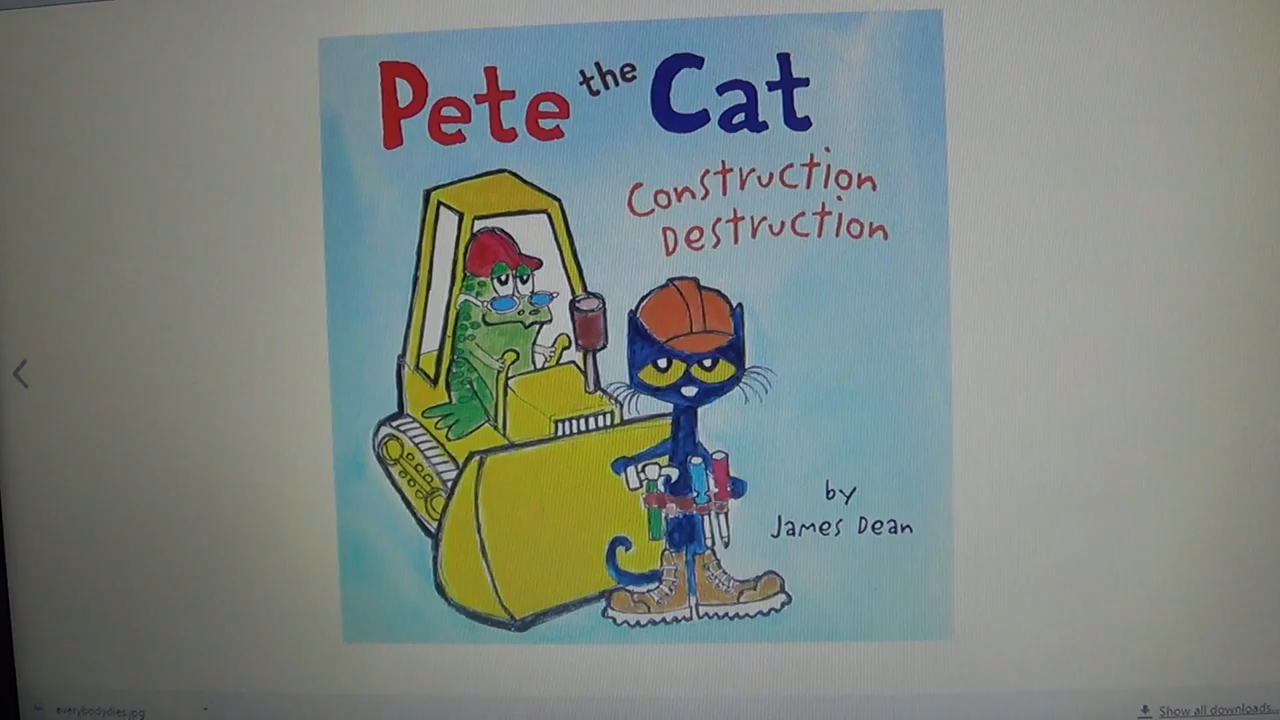 Pete the Cat
Construction
Destruction
by
James Dean
everybodydies.jpg
Show all downloads...